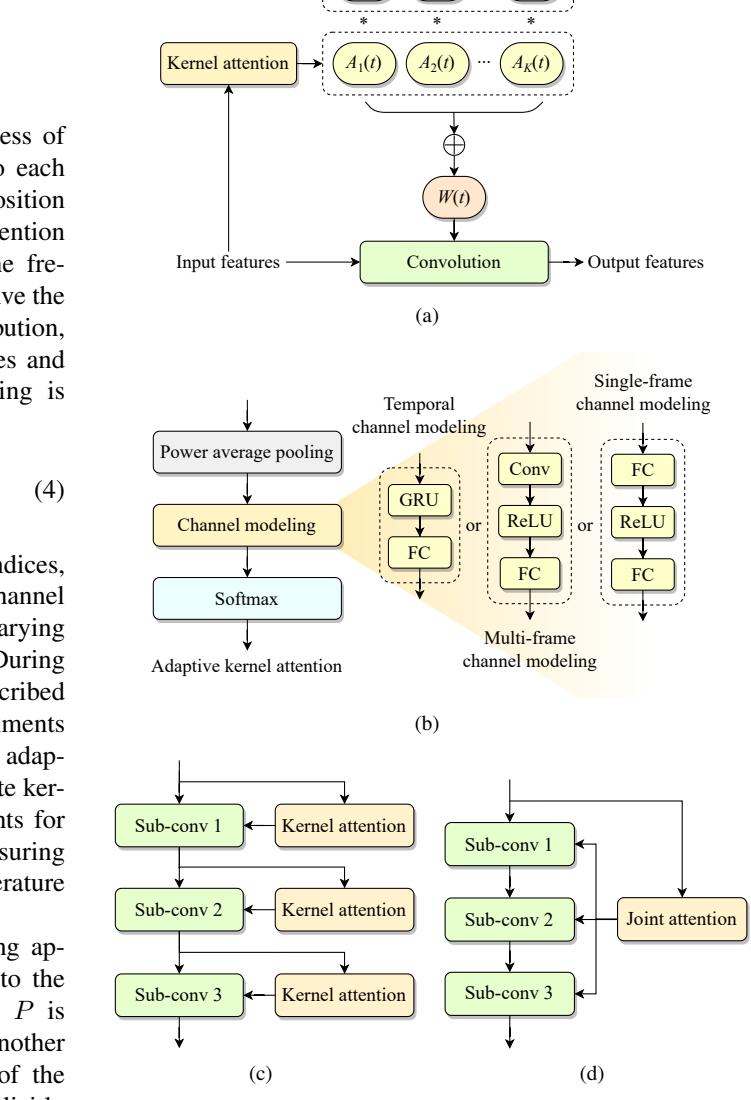 ess of
each
osition
ention
fre-
ve the
bution,
es and
ing is
(4)
ndices,
hannel
arying
During
cribed
ments
adap-
te ker-
nts for
suring
erature
ng ap-
to the
P is
nother
of the
* * *
Kernel attention
A1(t) A2(t) ··· AK(t)
W(t)
Input features
Convolution
Output features
(a)
Power average pooling
Channel modeling
Softmax
Adaptive kernel attention
Temporal
channel modeling
GRU
FC
or
Conv
ReLU
FC
Multi-frame
channel modeling
or
Single-frame
channel modeling
FC
ReLU
FC
(b)
Sub-conv 1
Kernel attention
Sub-conv 2
Kernel attention
Sub-conv 3
Kernel attention
(c)
Sub-conv 1
Sub-conv 2
Joint attention
Sub-conv 3
(d)